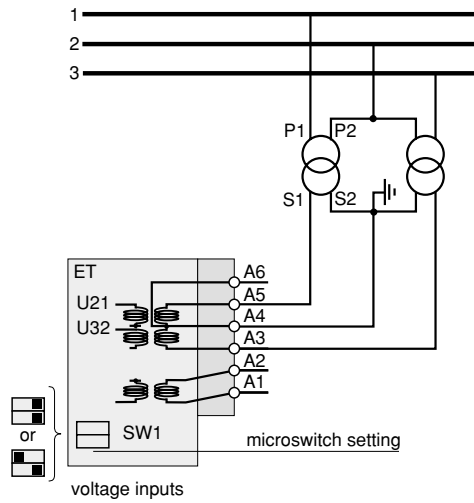 1
2
3
P1 P2
S1 S2
ET
A6
U21 A5
A4
U32
A3
A2
A1
or
SW1
microswitch setting
voltage inputs